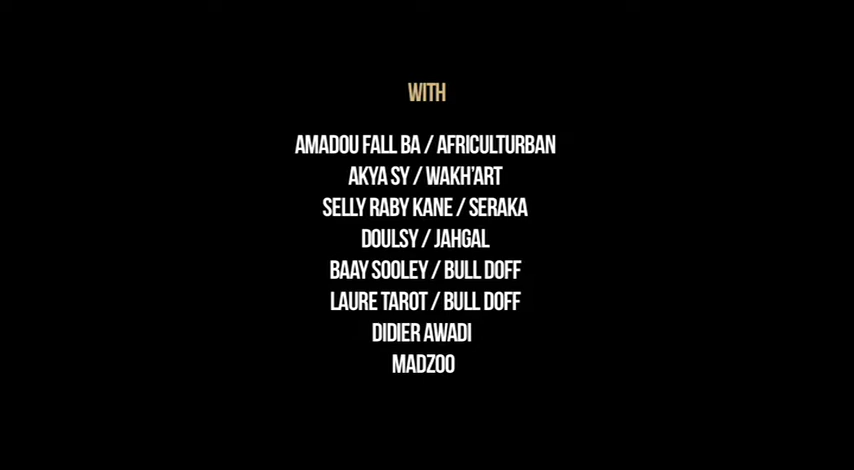 WITH
AMADOU FALL BA / AFRICULTURBAN
AKYA SY / WAKH'ART
SELLY RABY KANE / SERAKA
DOULSY / JAHGAL
BAAY SOOLEY / BULL DOFF
LAURE TAROT / BULL DOFF
DIDIER AWADI
MADZOO